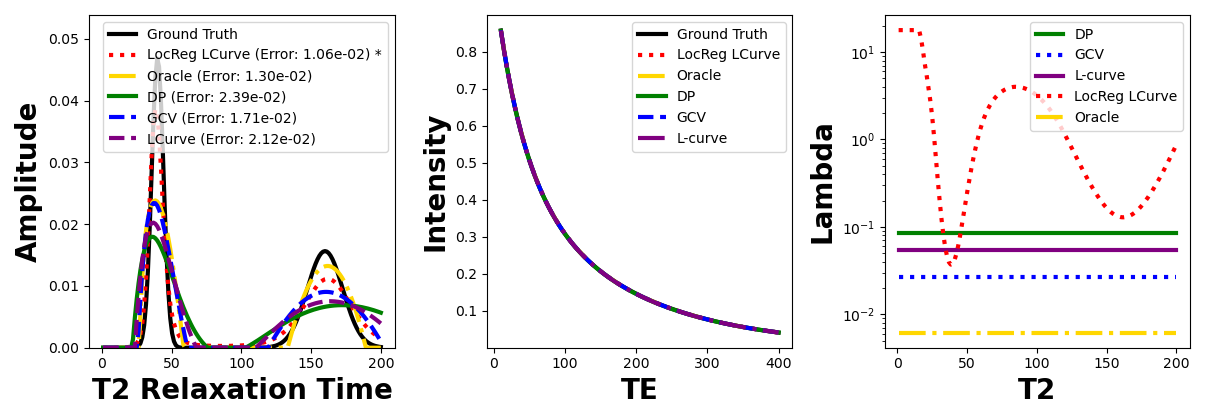 Amplitude
0.05
0.04
0.03
0.02
0.01
0.00
Ground Truth
LocReg LCurve (Error: 1.06e-02) *
Oracle (Error: 1.30e-02)
DP (Error: 2.39e-02)
GCV (Error: 1.71e-02)
LCurve (Error: 2.12e-02)
0 50 100 150 200
T2 Relaxation Time
Intensity
0.8
0.7
0.6
0.5
0.4
0.3
0.2
0.1
Ground Truth
LocReg LCurve
Oracle
DP
GCV
L-curve
0 100 200 300 400
TE
Lambda
10¹
10⁰
10⁻¹
10⁻²
DP
GCV
L-curve
LocReg LCurve
Oracle
0 50 100 150 200
T2